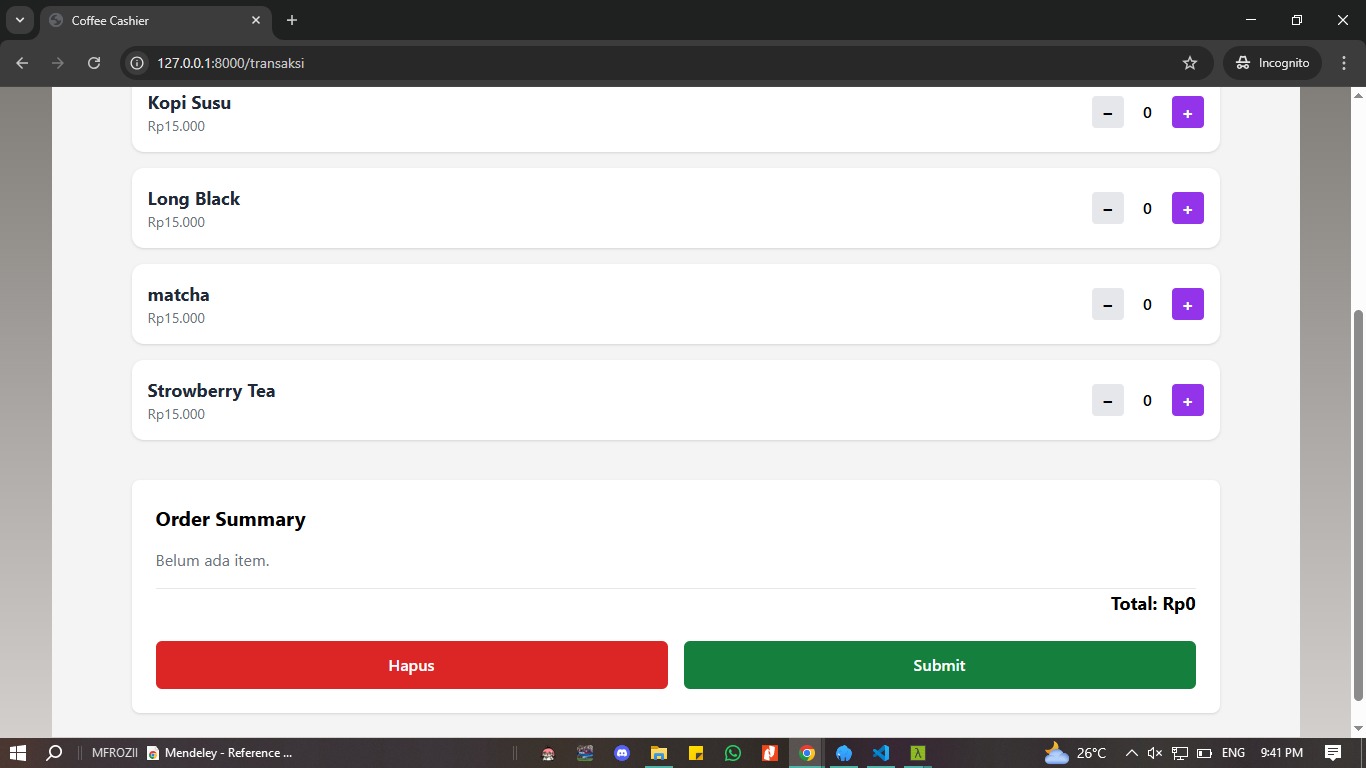 Coffee Cashier
127.0.0.1:8000/transaksi
Incognito
Kopi Susu
Rp15.000
− 0 +
Long Black
Rp15.000
− 0 +
matcha
Rp15.000
− 0 +
Strowberry Tea
Rp15.000
− 0 +
Order Summary
Belum ada item.
Total: Rp0
Hapus
Submit
MFROZII
Mendeley - Reference ...
26°C
ENG
9:41 PM